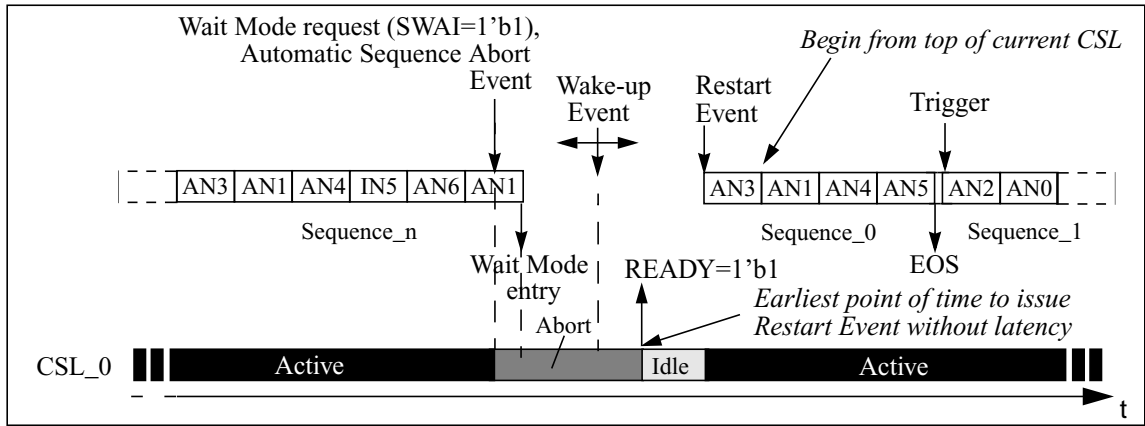 Wait Mode request (SWAI=1’b1),
Automatic Sequence Abort
Event
Begin from top of current CSL
Wake-up
Event
Restart
Event
Trigger
AN3 AN1 AN4 IN5 AN6 AN1
AN3 AN1 AN4 AN5 AN2 AN0
Sequence_n
Sequence_0
Sequence_1
Wait Mode
entry
READY=1’b1
EOS
Earliest point of time to issue
Restart Event without latency
Abort
CSL_0
Active
Idle
Active
t